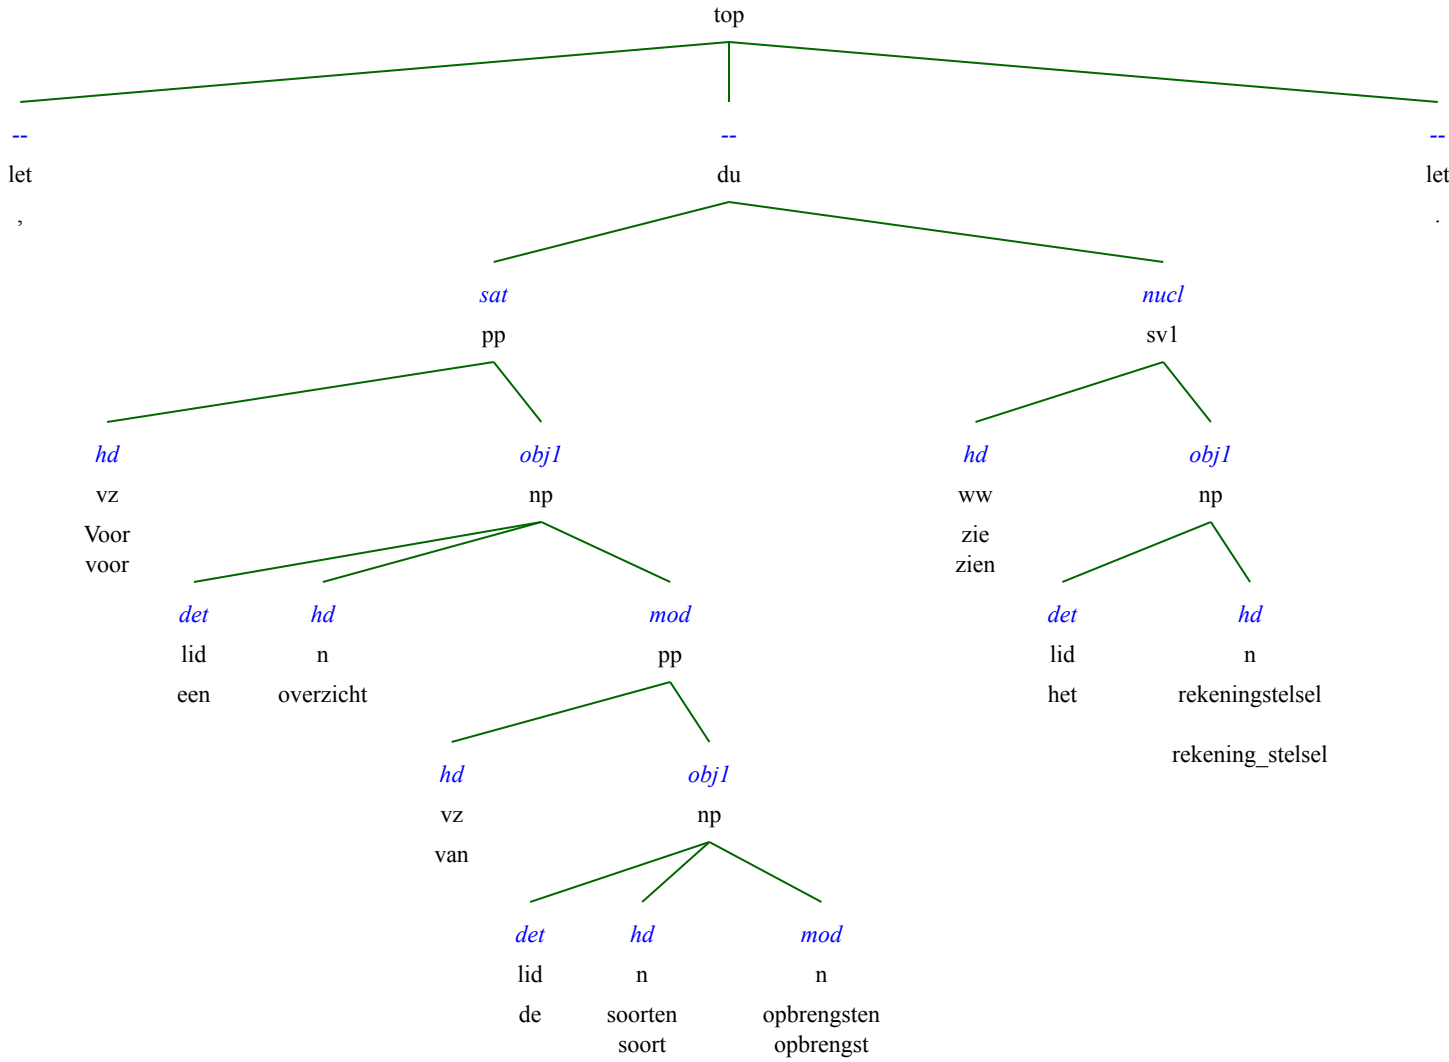 top
-- -- --
let du let
, .
sat nucl
pp sv1
hd obj1 hd obj1
vz np ww np
Voor zie
voor zien
det hd mod det hd
lid n pp lid n
een overzicht het rekeningstelsel
rekening_stelsel
hd obj1
vz np
van
det hd mod
lid n n
de soorten opbrengsten
soort opbrengst